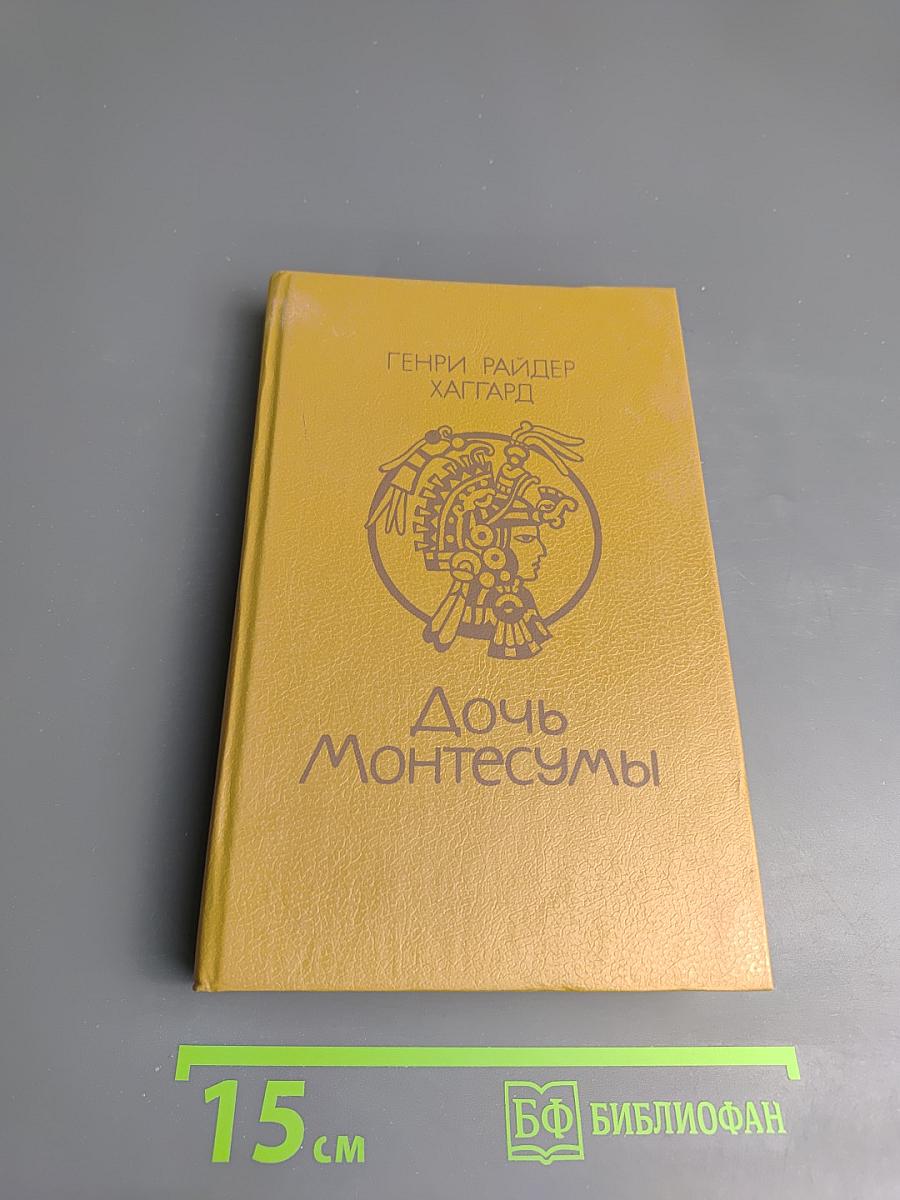 ГЕНРИ РАЙДЕР
ХАГГАРД
Дочь
Монтесумы
15 см
БФ БИБЛИОФАН